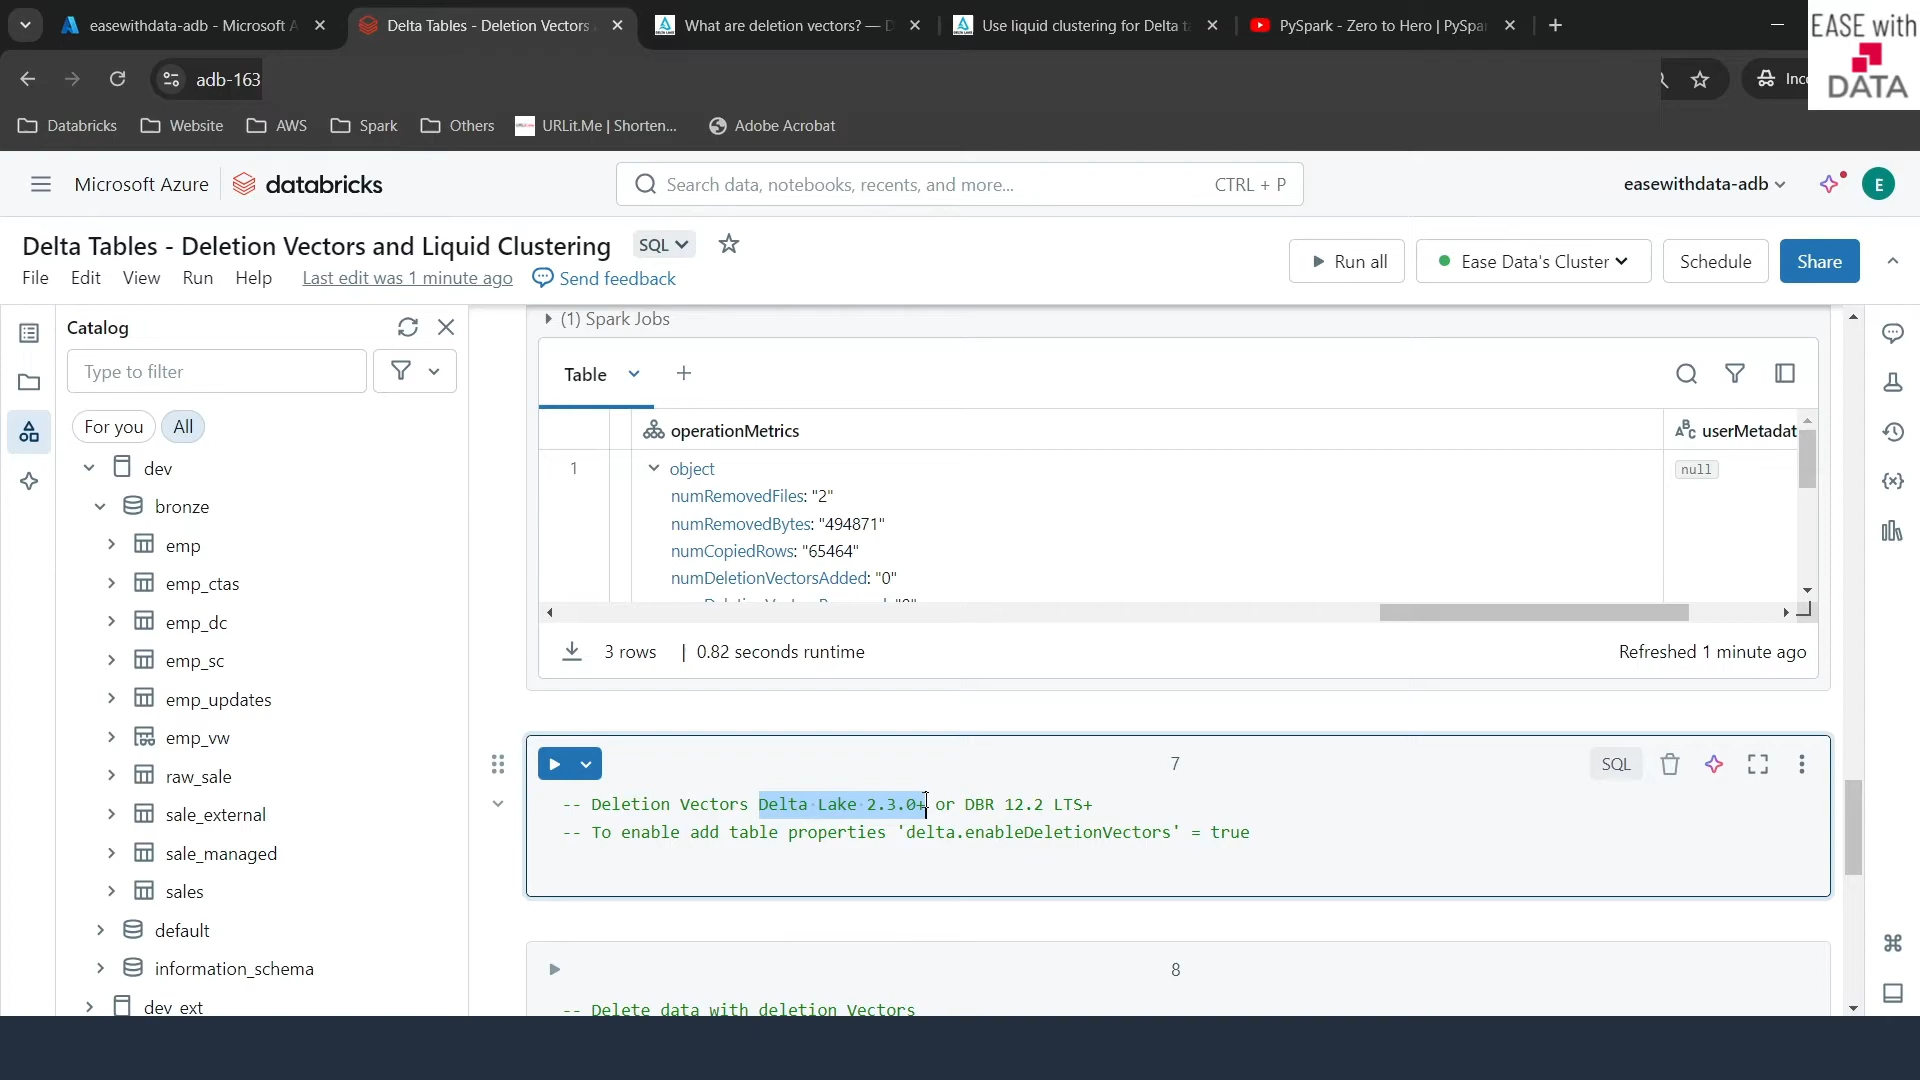 easewithdata-adb - Microsoft A
Delta Tables - Deletion Vectors
What are deletion vectors? — D
Use liquid clustering for Delta t
PySpark - Zero to Hero | PySpa
EASE with
DATA
adb-163
Inc
Databricks
Website
AWS
Spark
Others
URLit.Me | Shorten...
Adobe Acrobat
Microsoft Azure
databricks
Search data, notebooks, recents, and more...
CTRL + P
easewithdata-adb
E
Delta Tables - Deletion Vectors and Liquid Clustering
SQL
File Edit View Run Help
Last edit was 1 minute ago
Send feedback
Run all
Ease Data's Cluster
Schedule
Share
Catalog
Type to filter
For you
All
dev
bronze
emp
emp_ctas
emp_dc
emp_sc
emp_updates
emp_vw
raw_sale
sale_external
sale_managed
sales
default
information_schema
dev_ext
(1) Spark Jobs
Table
operationMetrics
userMetadat
1
object
null
numRemovedFiles: "2"
numRemovedBytes: "494871"
numCopiedRows: "65464"
numDeletionVectorsAdded: "0"
3 rows | 0.82 seconds runtime
Refreshed 1 minute ago
7
SQL
-- Deletion Vectors Delta Lake 2.3.0+ or DBR 12.2 LTS+
-- To enable add table properties 'delta.enableDeletionVectors' = true
8
-- Delete data with deletion Vectors